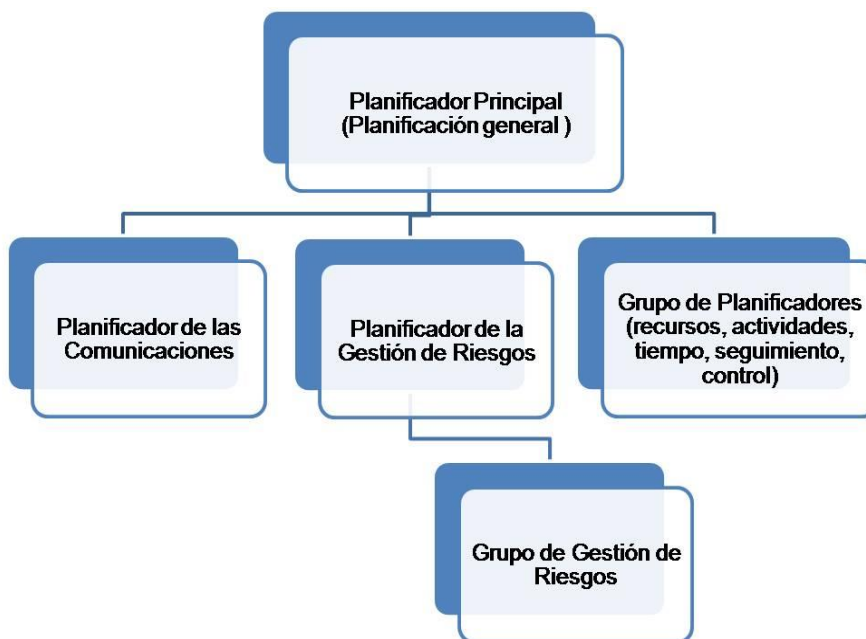 Planificador Principal
(Planificación general )
Planificador de las
Comunicaciones
Planificador de la
Gestión de Riesgos
Grupo de Planificadores
(recursos, actividades,
tiempo, seguimiento,
control)
Grupo de Gestión de
Riesgos